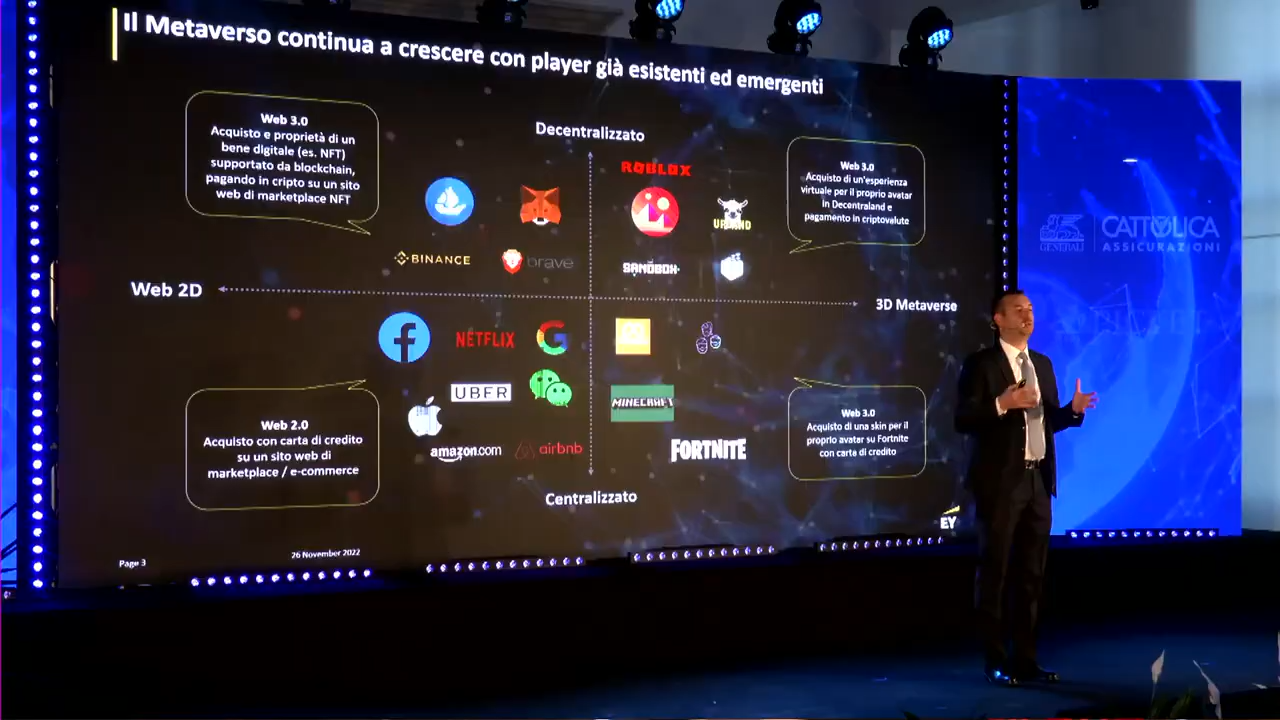 Il Metaverso continua a crescere con player già esistenti ed emergenti
Web 3.0
Acquisto e proprietà di un
bene digitale (es. NFT)
supportato da blockchain,
pagando in cripto su un sito
web di marketplace NFT
Decentralizzato
Web 3.0
Acquisto di un'esperienza
virtuale per il proprio avatar
in Decentraland e
pagamento in criptovalute
ROBLOX
UPLAND
BINANCE
brave
SANDBOX
Web 2D
3D Metaverse
GENERALI
CATTOLICA
ASSICURAZIONI
NETFLIX
UBER
MINECRAFT
amazon.com
airbnb
FORTNITE
Web 2.0
Acquisto con carta di credito
su un sito web di
marketplace / e-commerce
Web 3.0
Acquisto di una skin per il
proprio avatar su Fortnite
con carta di credito
Centralizzato
EY
Page 3
26 November 2022